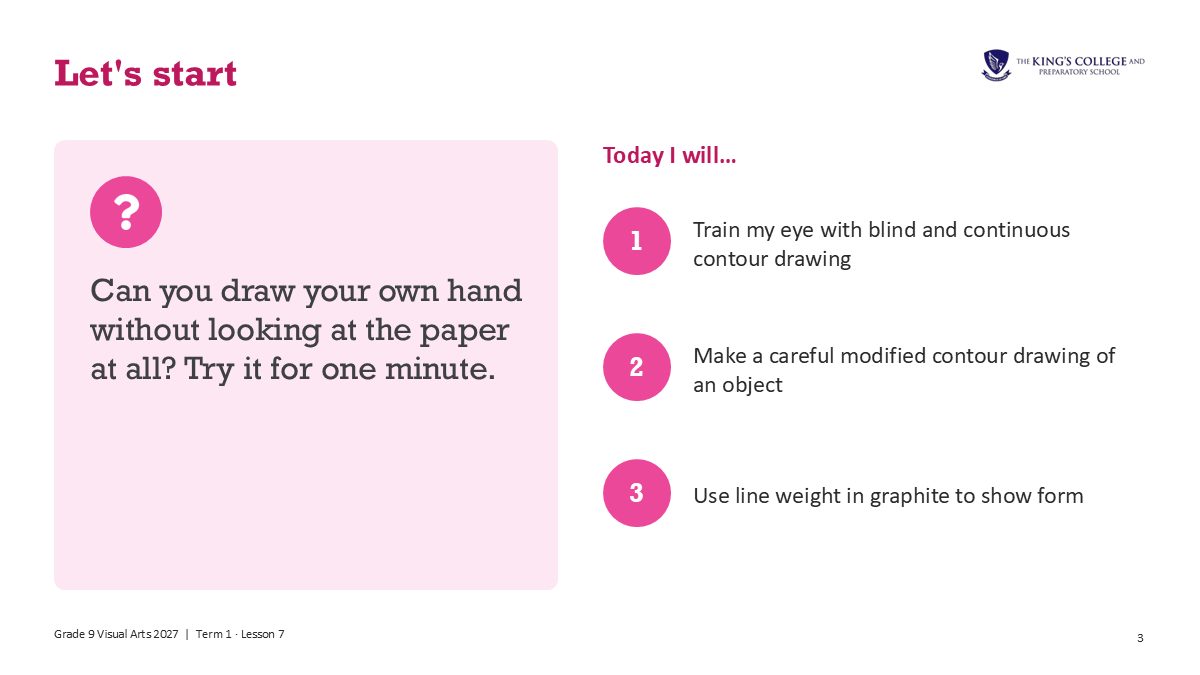 Let's start
THE KING'S COLLEGE AND
PREPARATORY SCHOOL
?
Can you draw your own hand
without looking at the paper
at all? Try it for one minute.
Today I will...
1
Train my eye with blind and continuous
contour drawing
2
Make a careful modified contour drawing of
an object
3
Use line weight in graphite to show form
Grade 9 Visual Arts 2027 | Term 1 · Lesson 7
3